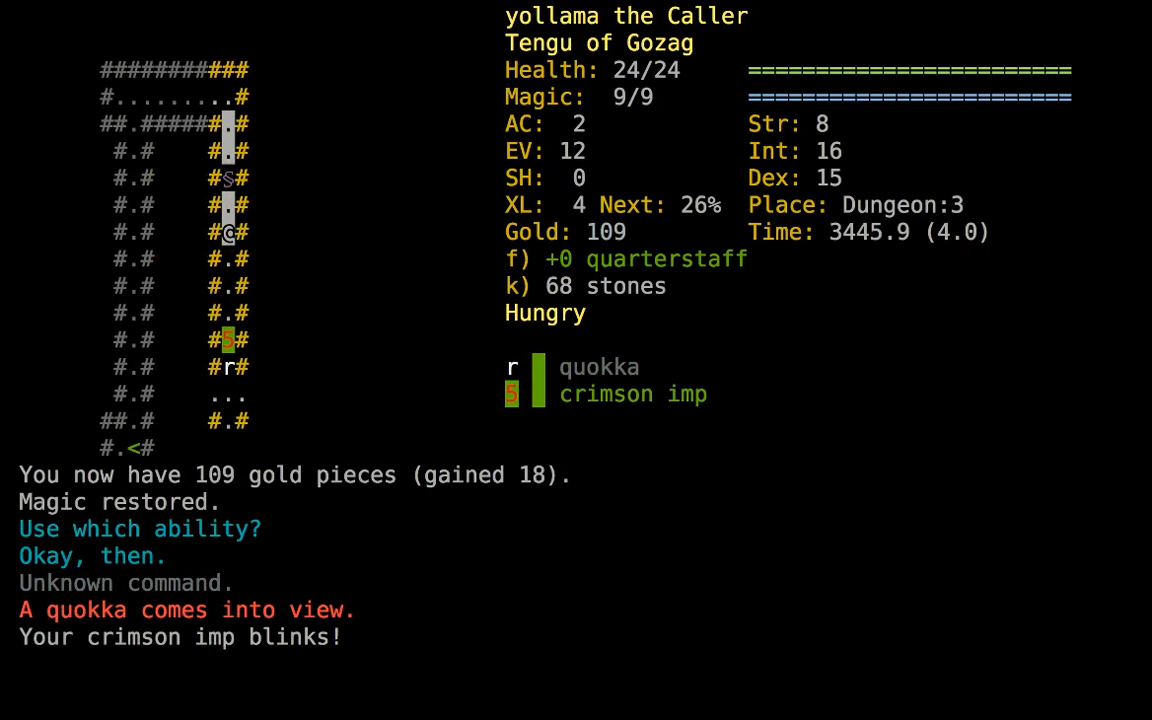 yollama the Caller
Tengu of Gozag
########### Health: 24/24 ========================
#.........# Magic: 9/9 ========================
##.######.# AC: 2 Str: 8
#.# #.# EV: 12 Int: 16
#.# #§# SH: 0 Dex: 15
#.# #.# XL: 4 Next: 26% Place: Dungeon:3
#.# #@# Gold: 109 Time: 3445.9 (4.0)
#.# #.# f) +0 quarterstaff
#.# #.# k) 68 stones
#.# #.# Hungry
#.# #5#
#.# #r# r quokka
#.# ... 5 crimson imp
##.# #.#
#.<#
You now have 109 gold pieces (gained 18).
Magic restored.
Use which ability?
Okay, then.
Unknown command.
A quokka comes into view.
Your crimson imp blinks!